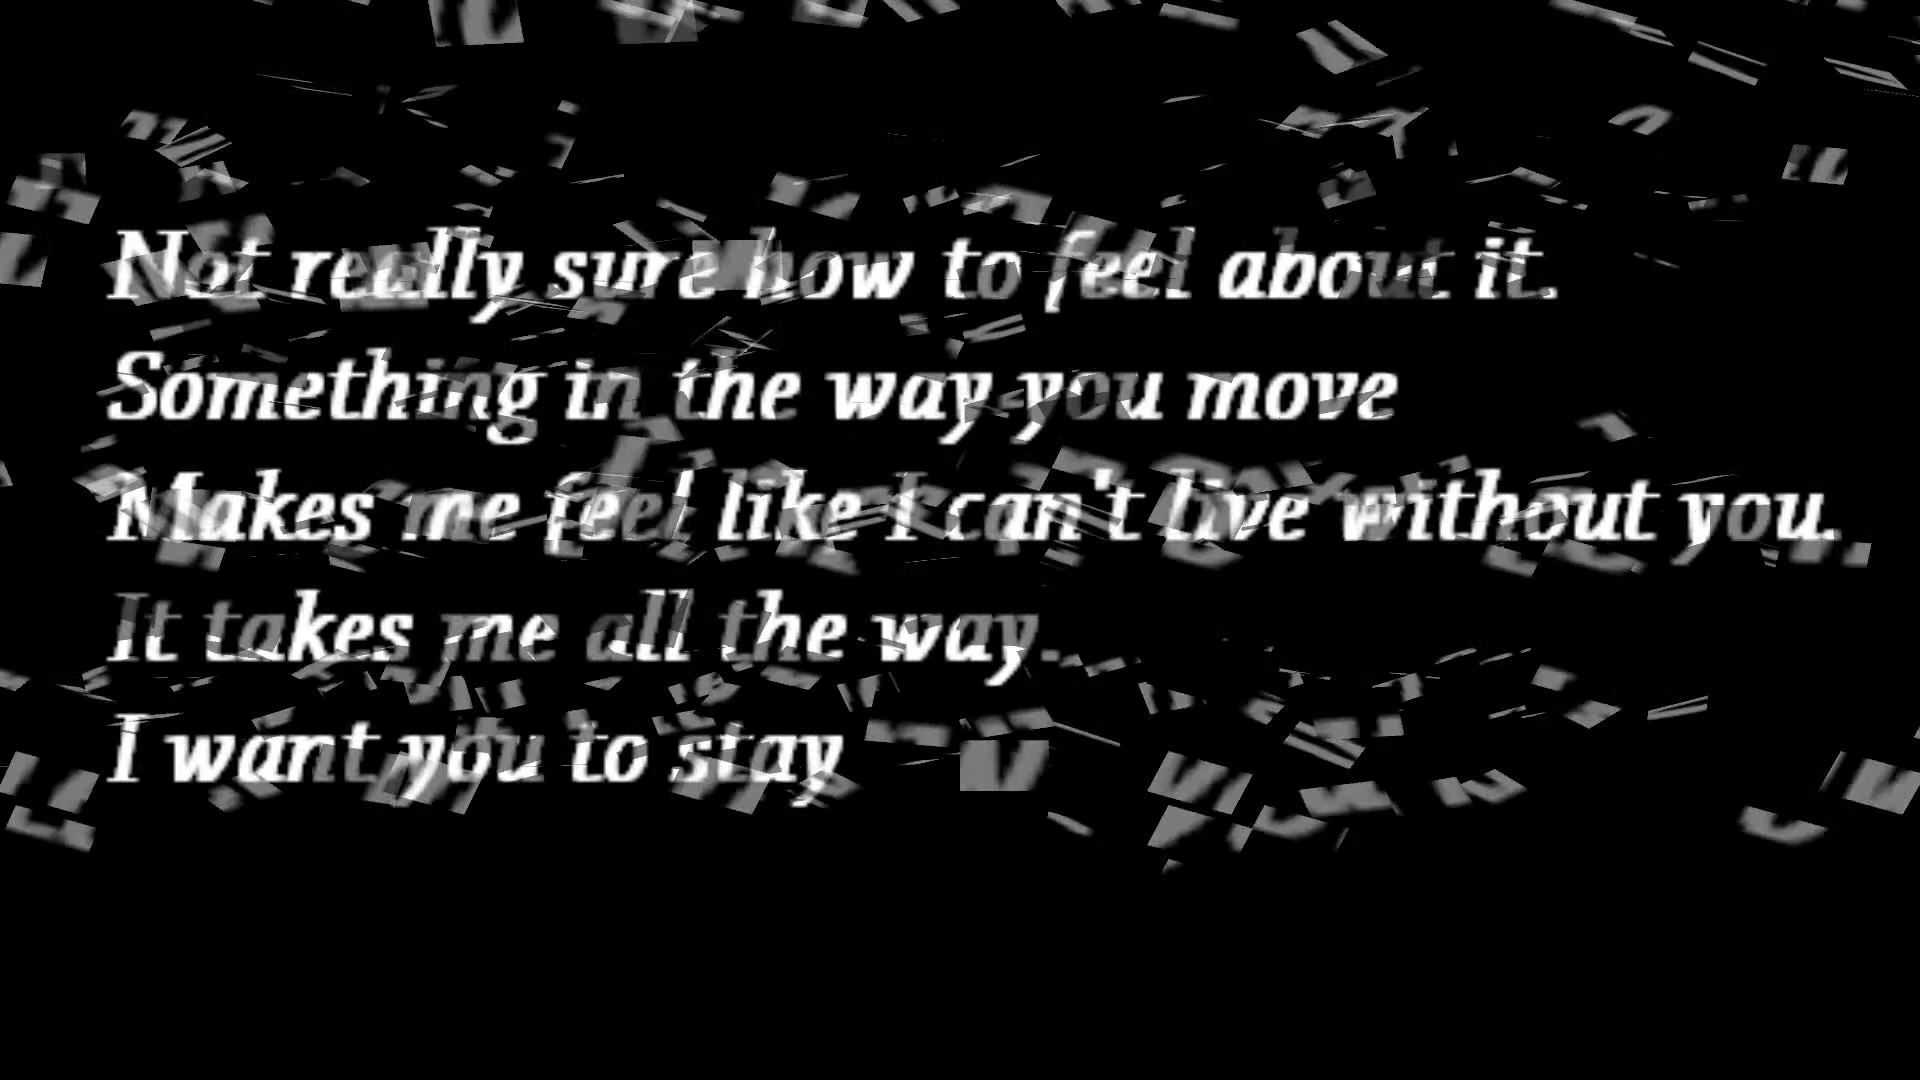 Not really sure how to feel about it.
Something in the way you move
Makes me feel like I can't live without you.
It takes me all the way.
I want you to stay